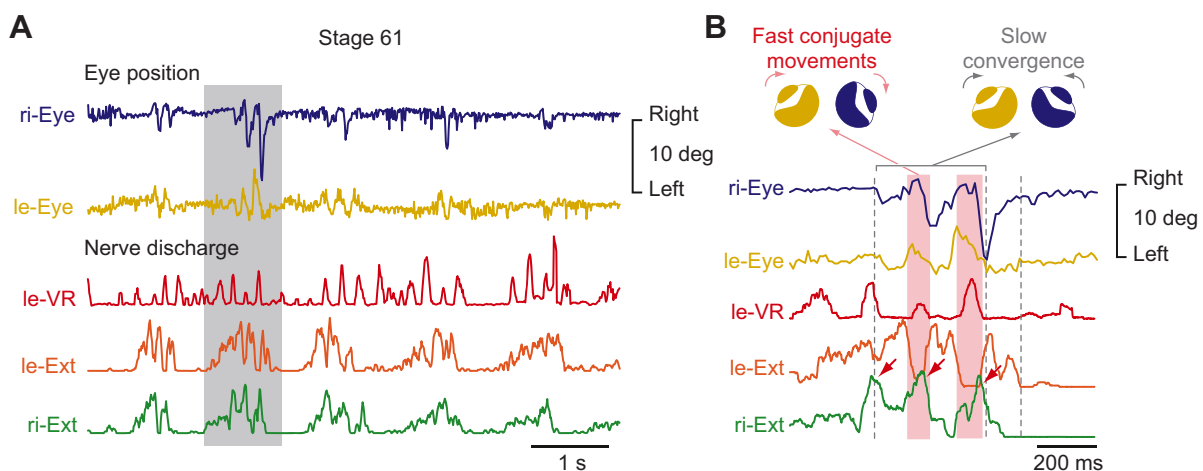 A
Stage 61
Eye position
ri-Eye
Right
10 deg
Left
le-Eye
Nerve discharge
le-VR
le-Ext
ri-Ext
1 s
B
Fast conjugate
movements
Slow
convergence
ri-Eye
Right
10 deg
Left
le-Eye
le-VR
le-Ext
ri-Ext
200 ms